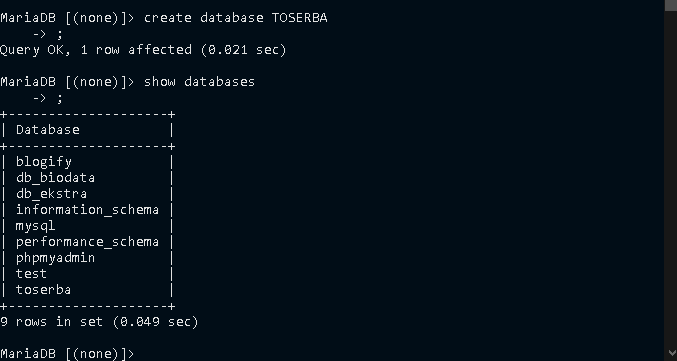 MariaDB [(none)]> create database TOSERBA
    -> ;
Query OK, 1 row affected (0.021 sec)

MariaDB [(none)]> show databases
    -> ;
+--------------------+
| Database           |
+--------------------+
| blogify            |
| db_biodata         |
| db_ekstra          |
| information_schema |
| mysql              |
| performance_schema |
| phpmyadmin         |
| test               |
| toserba            |
+--------------------+
9 rows in set (0.049 sec)

MariaDB [(none)]>